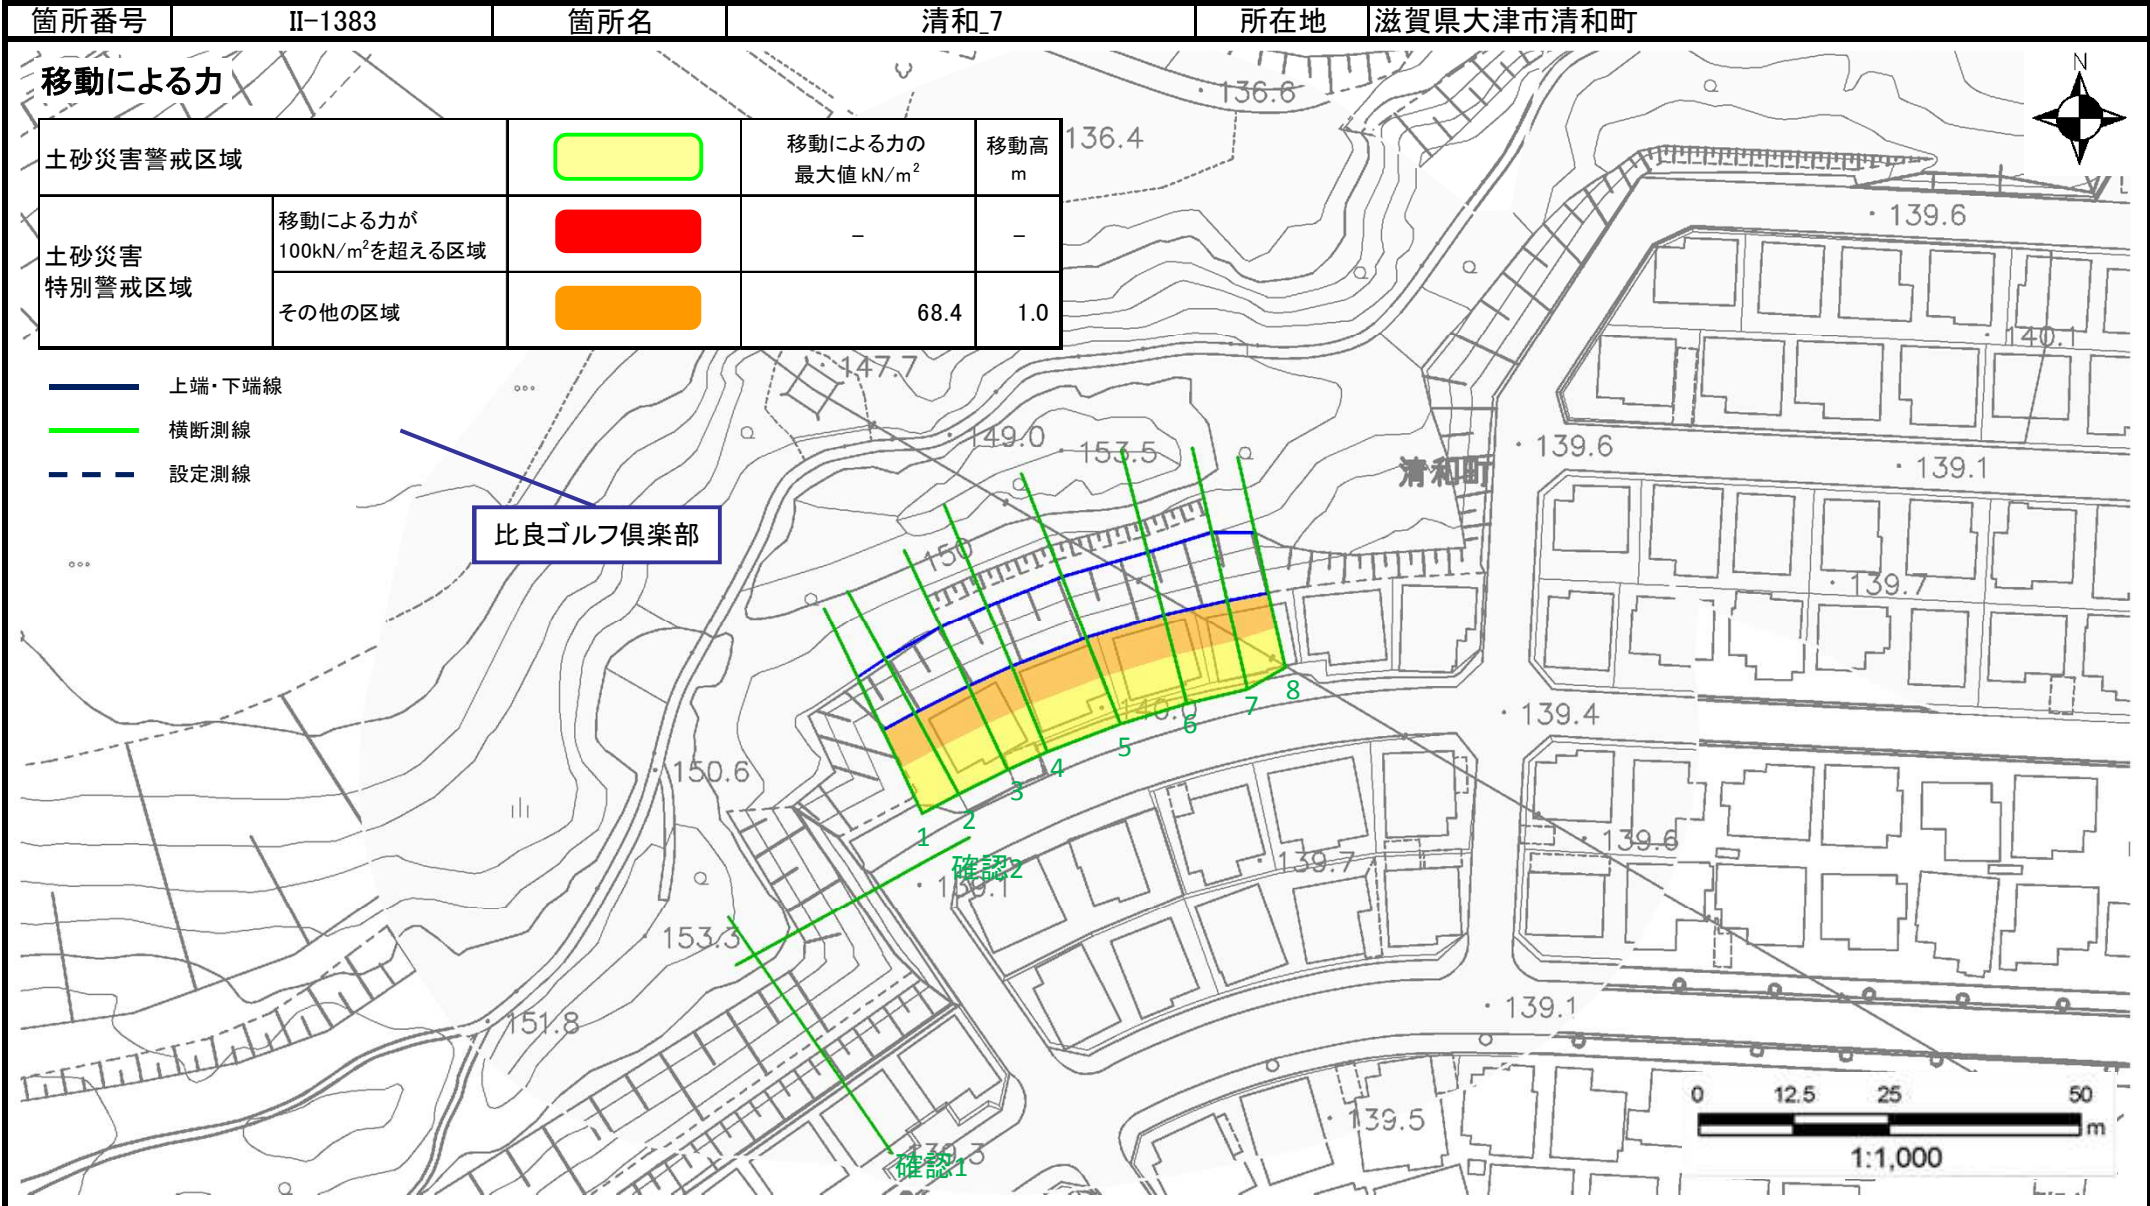 箇所番号 II-1383 箇所名 清和_7 所在地 滋賀県大津市清和町
移動による力
N
土砂災害警戒区域
移動による力の
最大値 kN/m²
移動高
m
土砂災害
特別警戒区域
移動による力が
100kN/m²を超える区域
－ －
その他の区域
68.4 1.0
上端・下端線
横断測線
設定測線
比良ゴルフ倶楽部
136.6
136.4
139.6
140.1
147.7
149.0
153.5
139.6
139.1
清和町
150
139.7
140.0
139.4
150.6
1
2
3
4
5
6
7
8
確認2
139.1
139.7
139.6
153.3
151.8
139.1
139.5
139.3
確認1
0 12.5 25 50
m
1:1,000